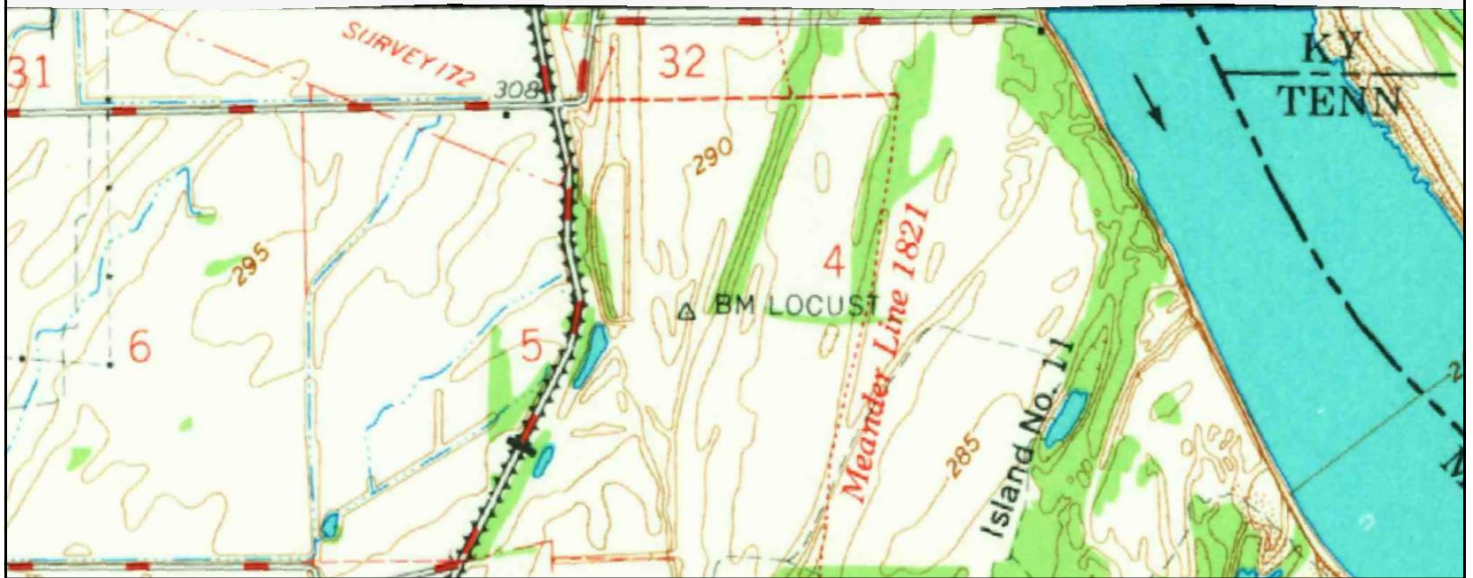 31
SURVEY 172
308
32
KY
TENN
290
295
4
Meander Line 1821
BM LOCUST
6
5
Island No. 11
285